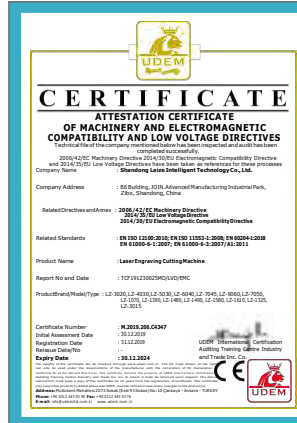 UDEM
CERTIFICATE
ATTESTATION CERTIFICATE
OF MACHINERY AND ELECTROMAGNETIC
COMPATIBILITY AND LOW VOLTAGE DIRECTIVES
Technical file of the company mentioned below has been inspected and audit has been
completed successfully.
2006/42/EC Machinery Directive 2014/30/EU Electromagnetic Compatibility Directive
and 2014/35/EU Low Voltage Directives have been taken as references for these processes
Company Name : Shandong Leize Intelligent Technology Co., Ltd.
Company Address : B6 Building, JOIN Advanced Manufacturing Industrial Park,
Zibo, Shandong, China
Related Directives and Annex : 2006/42/EC Machinery Directive
2014/35/EU Low Voltage Directive
2014/30/EU Electromagnetic Compatibility Directive
Related Standards : EN ISO 12100:2010; EN ISO 11553-1:2008; EN 60204-1:2018
EN 61000-6-1:2007; EN 61000-6-3:2007/A1:2011
Product Name : Laser Engraving Cutting Machine
Report No and Date : TCF191230025MD/LVD/EMC
Product Brand/Model/Type : LZ-3020, LZ-4030, LZ-5030, LZ-6040, LZ-7045, LZ-9060, LZ-7050,
LZ-1070, LZ-1390, LZ-1480, LZ-1490, LZ-1580, LZ-1610, LZ-1325,
LZ-3015
Certificate Number : M.2019.206.C4347
Initial Assessment Date : 30.12.2019
Registration Date : 31.12.2019
Reissue Date/No : -
Expiry Date : 30.12.2024
UDEM International Certification
Auditing Training Centre Industry
and Trade Inc. Co.
CE
UDEM